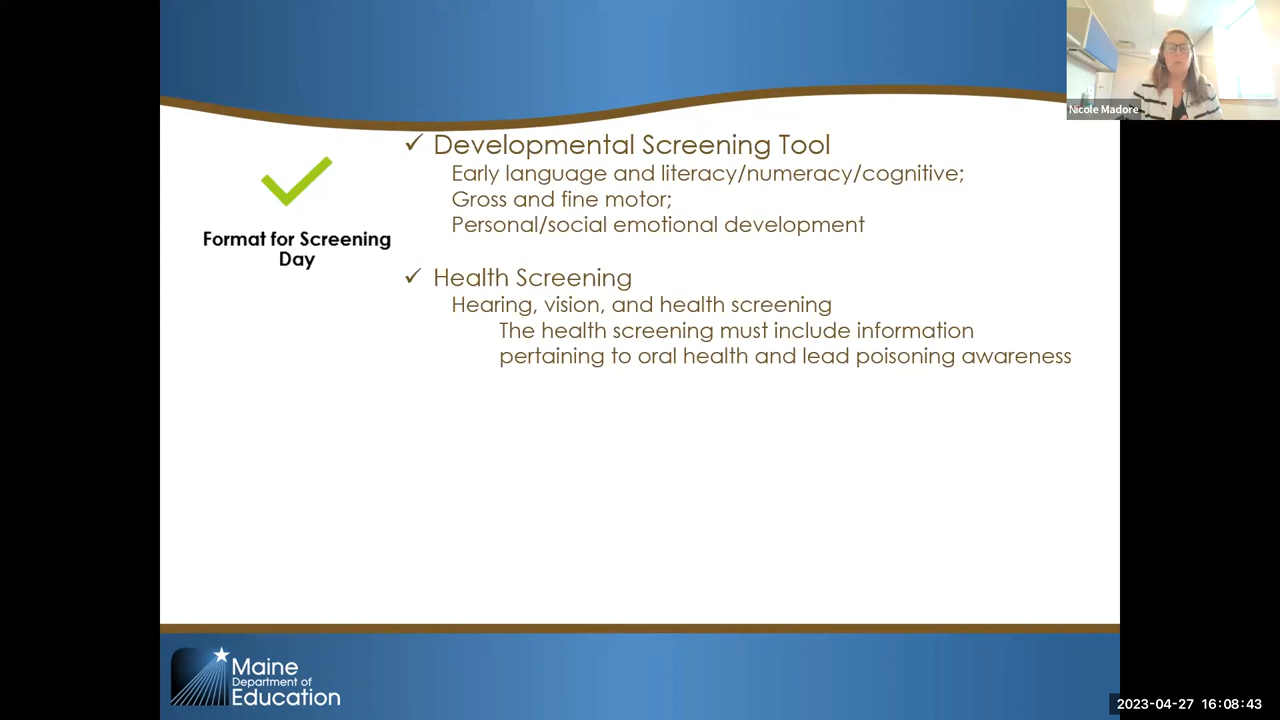 Nicole Madore
Format for Screening
Day
✓ Developmental Screening Tool
Early language and literacy/numeracy/cognitive;
Gross and fine motor;
Personal/social emotional development
✓ Health Screening
Hearing, vision, and health screening
The health screening must include information
pertaining to oral health and lead poisoning awareness
Maine
Department of
Education
2023-04-27 16:08:43